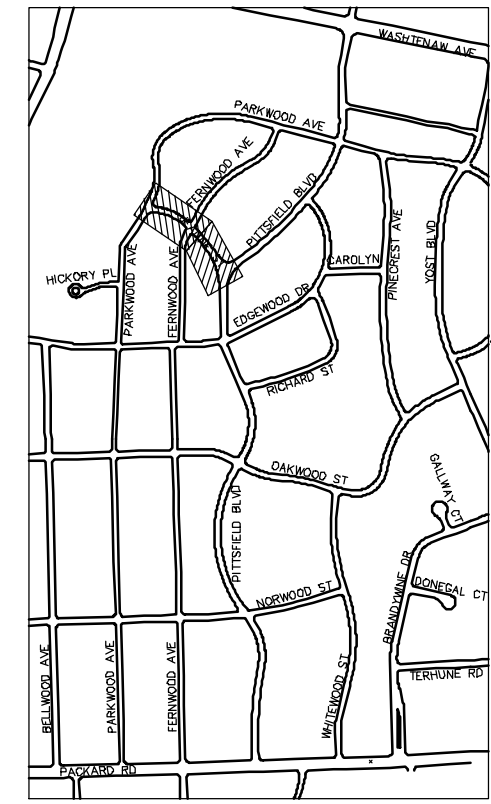 WASHTENAW AVE
PARKWOOD AVE
FERNWOOD AVE
PITTSFIELD BLVD
PINECREST AVE
YOST BLVD
CAROLYN
HICKORY PL
PARKWOOD AVE
FERNWOOD AVE
EDGEWOOD DR
RICHARD ST
OAKWOOD ST
GALLWAY CT
PITTSFIELD BLVD
BRANDYWINE DR
DONEGAL CT
NORWOOD ST
BELLWOOD AVE
PARKWOOD AVE
FERNWOOD AVE
WHITEWOOD ST
TERHUNE RD
PACKARD RD